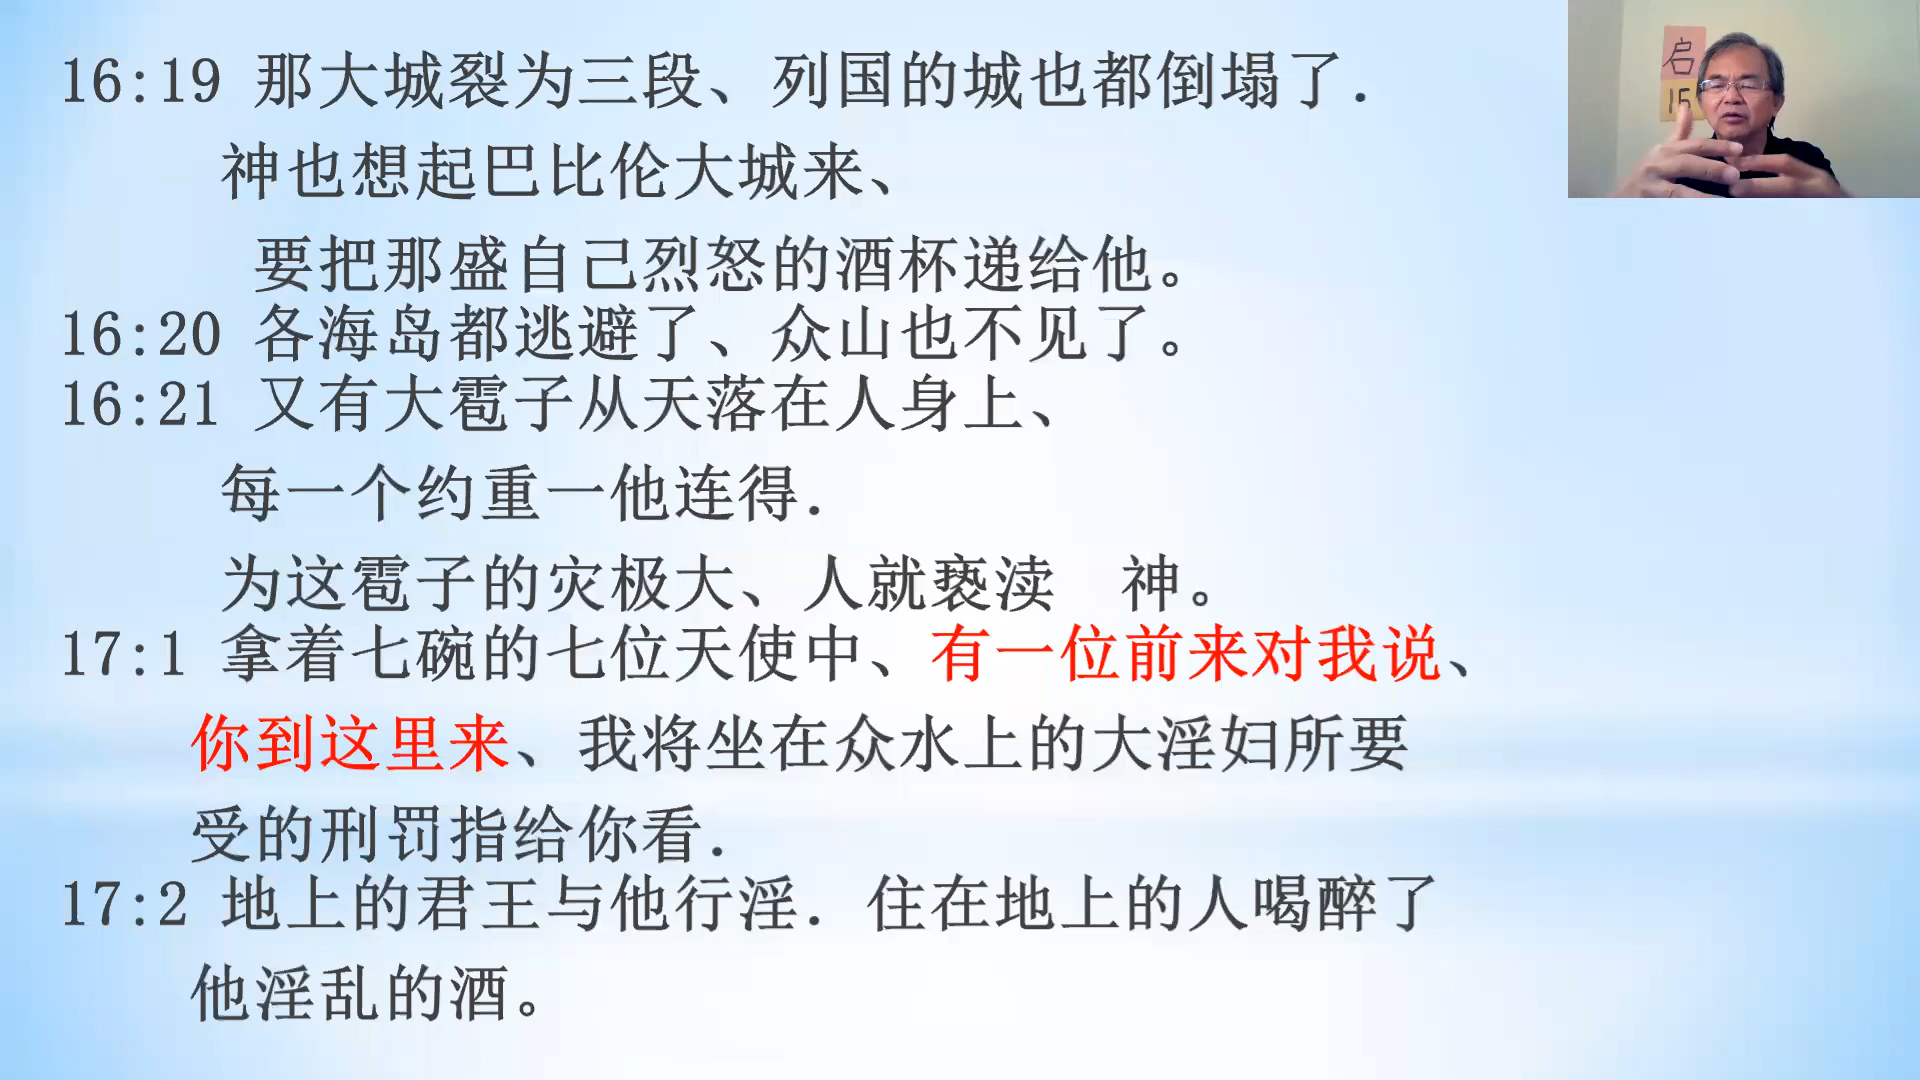 16:19 那大城裂为三段、列国的城也都倒塌了．
神也想起巴比伦大城来、
要把那盛自己烈怒的酒杯递给他。
16:20 各海岛都逃避了、众山也不见了。
16:21 又有大雹子从天落在人身上、
每一个约重一他连得．
为这雹子的灾极大、人就亵渎　神。
17:1 拿着七碗的七位天使中、有一位前来对我说、
你到这里来、我将坐在众水上的大淫妇所要
受的刑罚指给你看．
17:2 地上的君王与他行淫．住在地上的人喝醉了
他淫乱的酒。
启
15